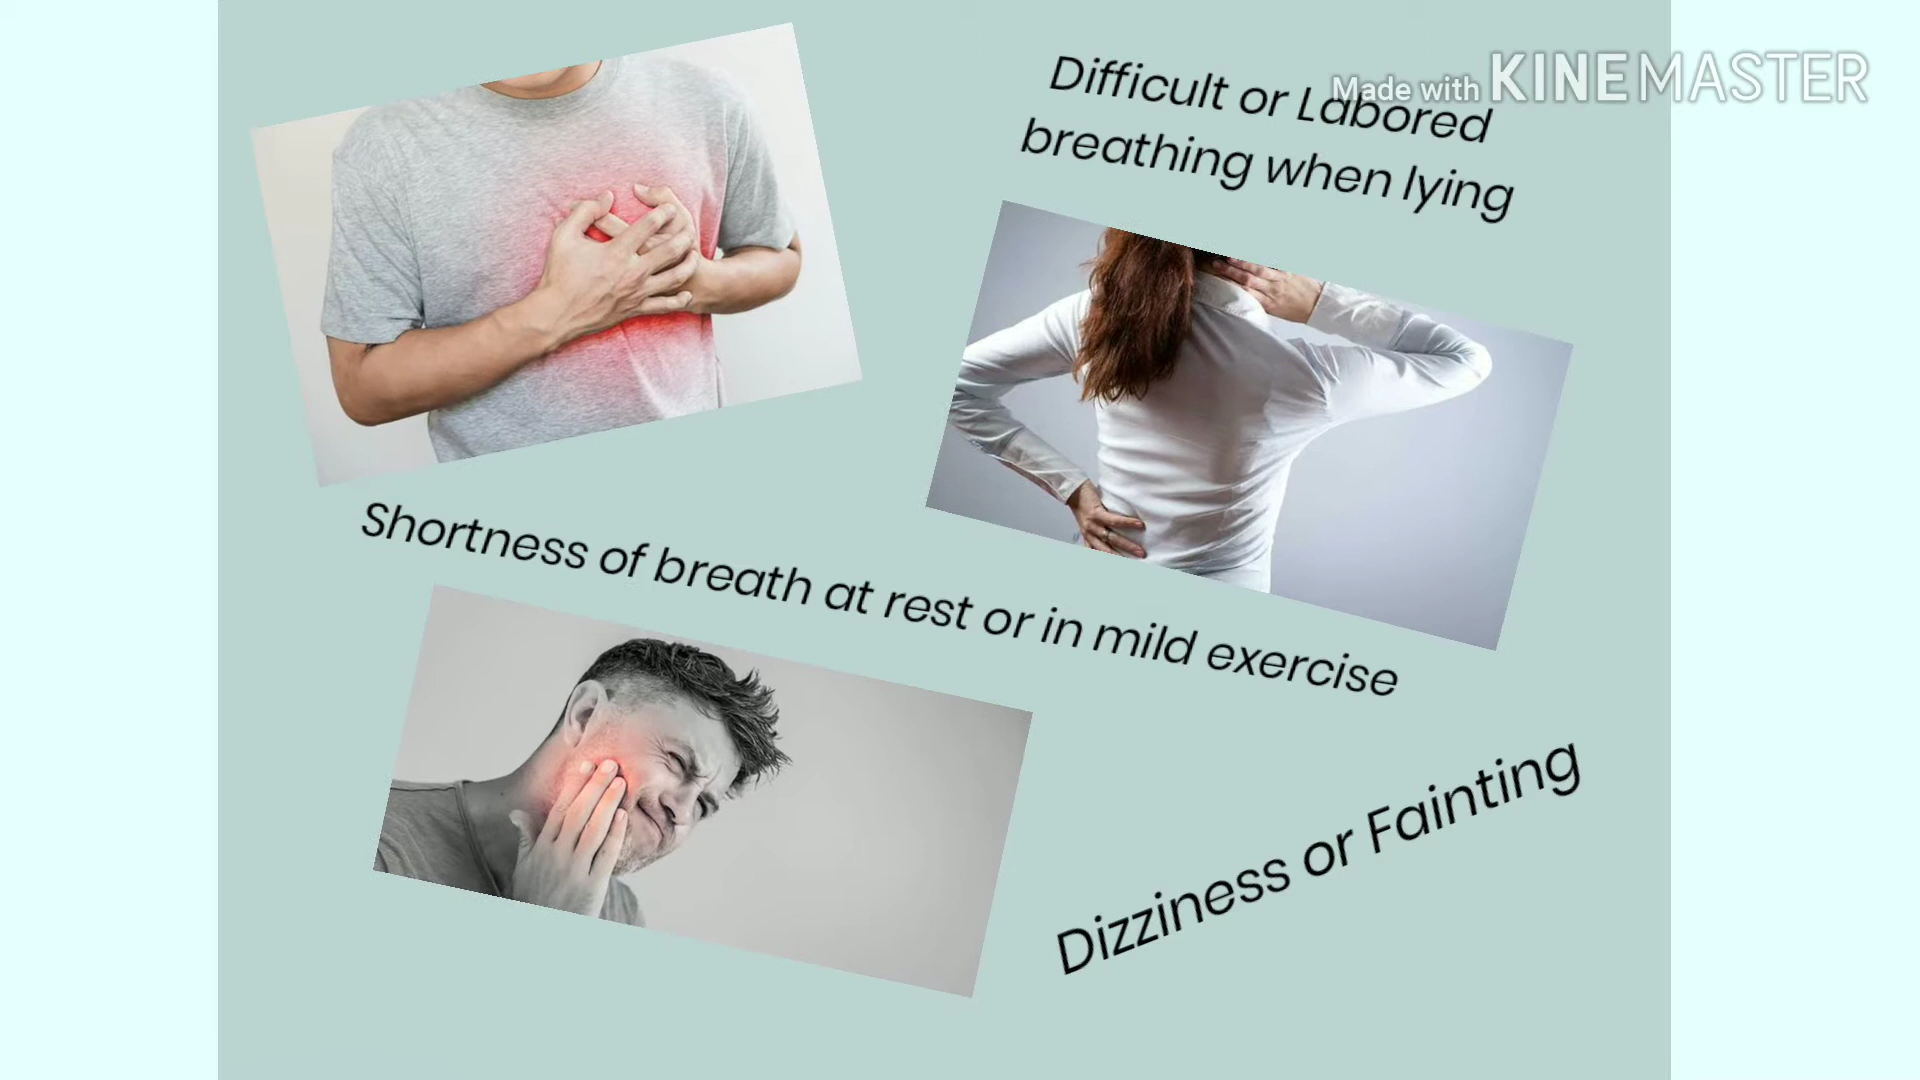 Difficult or Labored
breathing when lying
Made with KINEMASTER
Shortness of breath at rest or in mild exercise
Dizziness or Fainting